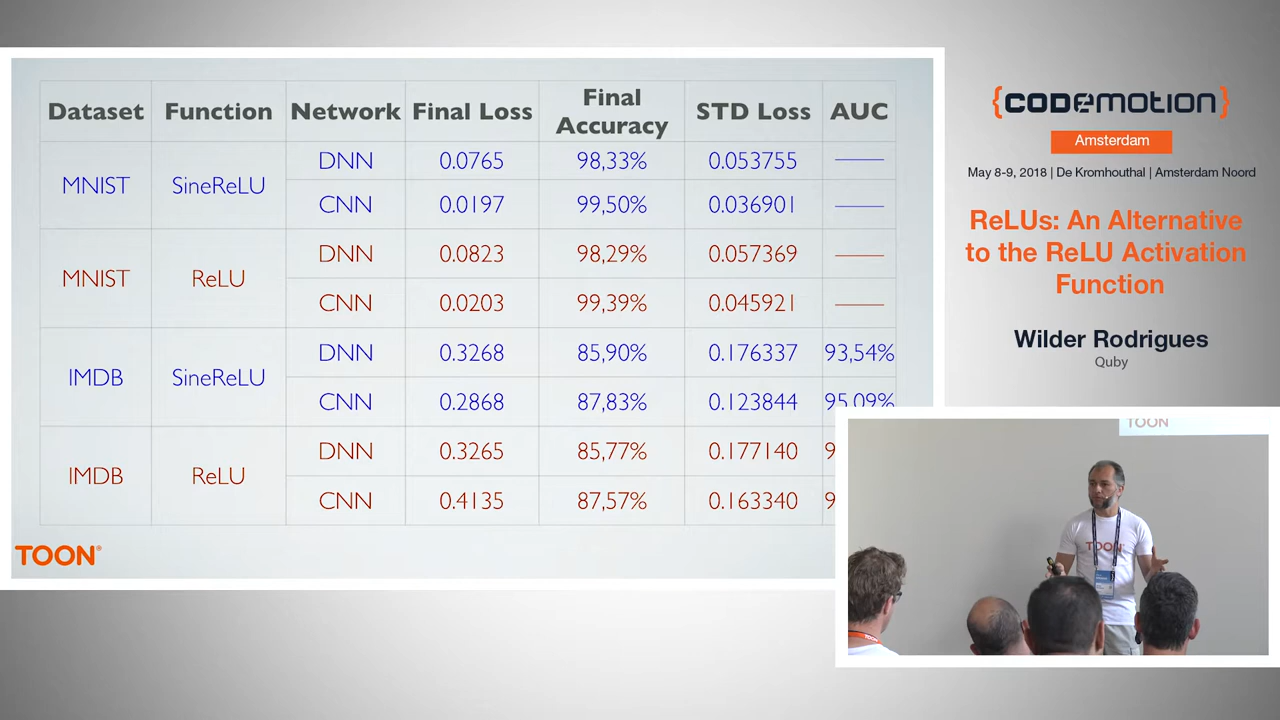 Dataset Function Network Final Loss Final Accuracy STD Loss AUC
MNIST SineReLU DNN 0.0765 98,33% 0.053755 —
CNN 0.0197 99,50% 0.036901 —
MNIST ReLU DNN 0.0823 98,29% 0.057369 —
CNN 0.0203 99,39% 0.045921 —
IMDB SineReLU DNN 0.3268 85,90% 0.176337 93,54%
CNN 0.2868 87,83% 0.123844 95,09%
IMDB ReLU DNN 0.3265 85,77% 0.177140 9
CNN 0.4135 87,57% 0.163340 9
TOON®
{CODEMOTION}
Amsterdam
May 8-9, 2018 | De Kromhouthal | Amsterdam Noord
ReLUs: An Alternative
to the ReLU Activation
Function
Wilder Rodrigues
Quby
TOON
TOON